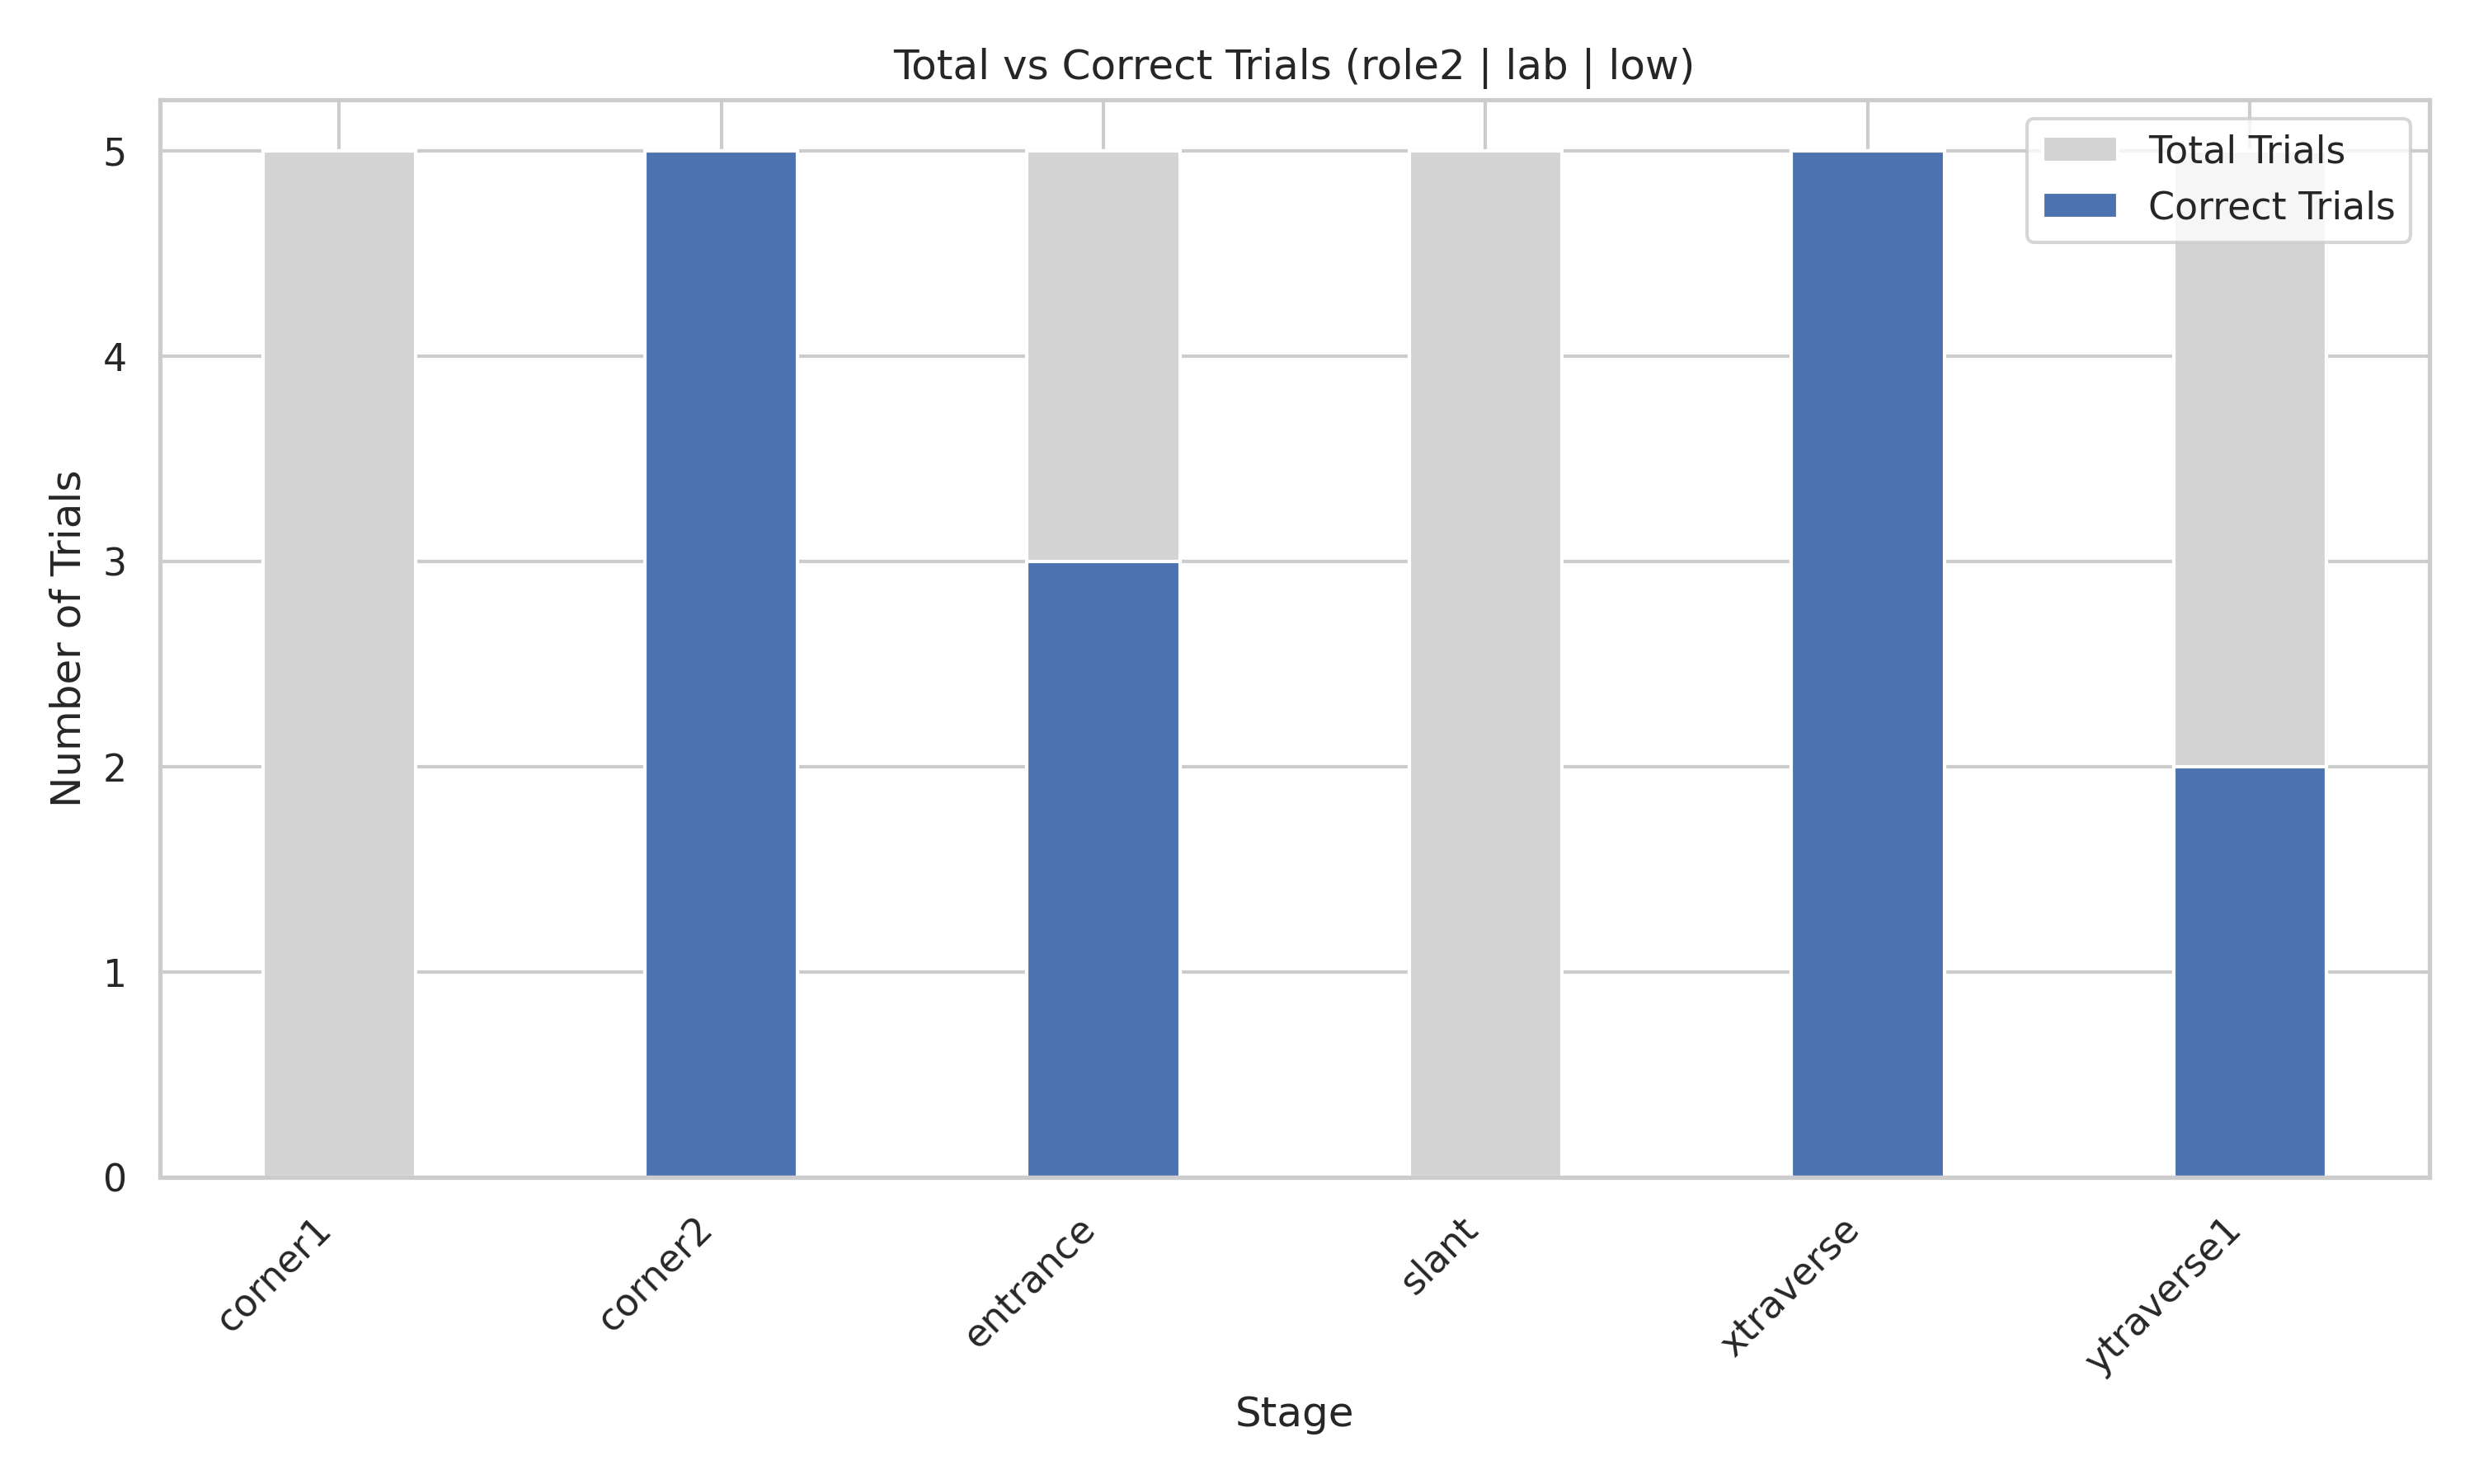 Total vs Correct Trials (role2 | lab | low)
Total Trials
Correct Trials
Number of Trials
5
4
3
2
1
0
corner1
corner2
entrance
slant
xtraverse
ytraverse1
Stage